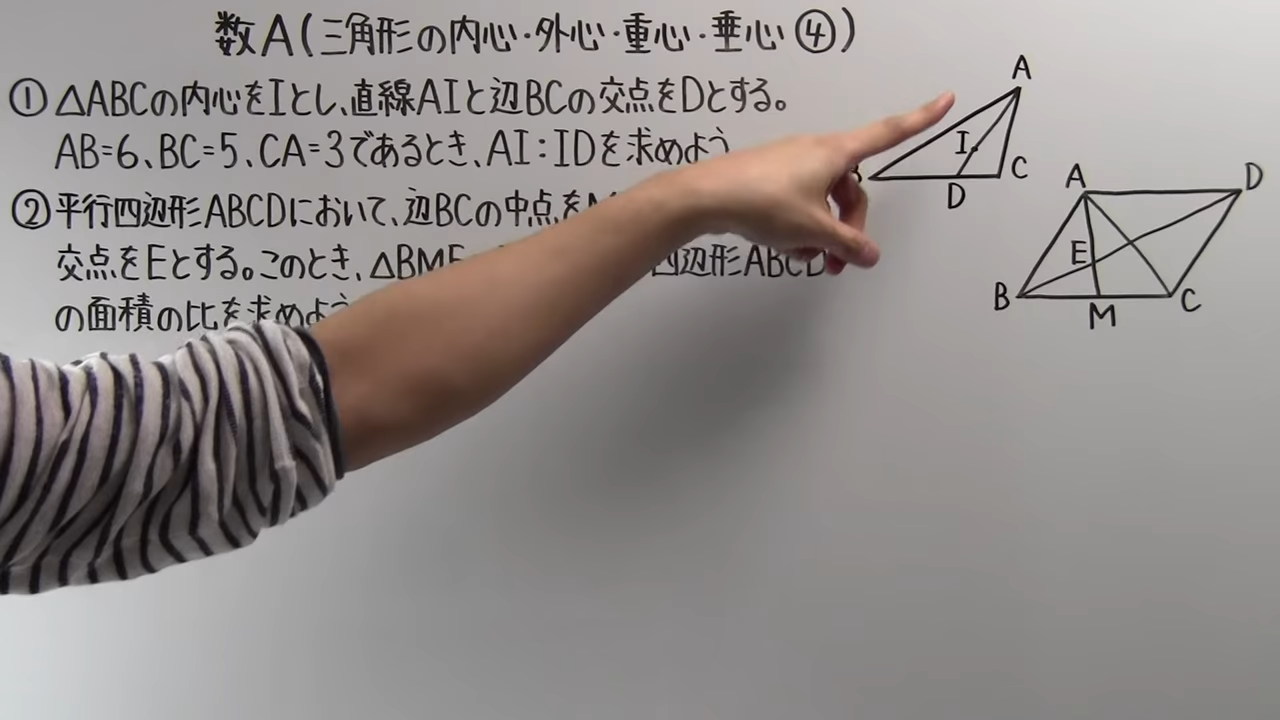 数A(三角形の内心・外心・重心・垂心④)
①△ABCの内心をIとし、直線AIと辺BCの交点をDとする。
AB=6、BC=5、CA=3であるとき、AI:IDを求めよう
②平行四辺形ABCDにおいて、辺BCの中点を
交点をEとする。このとき、△BME 四辺形ABCD
の面積の比を求めよう
A
I
C
D
A
D
E
B
M
C